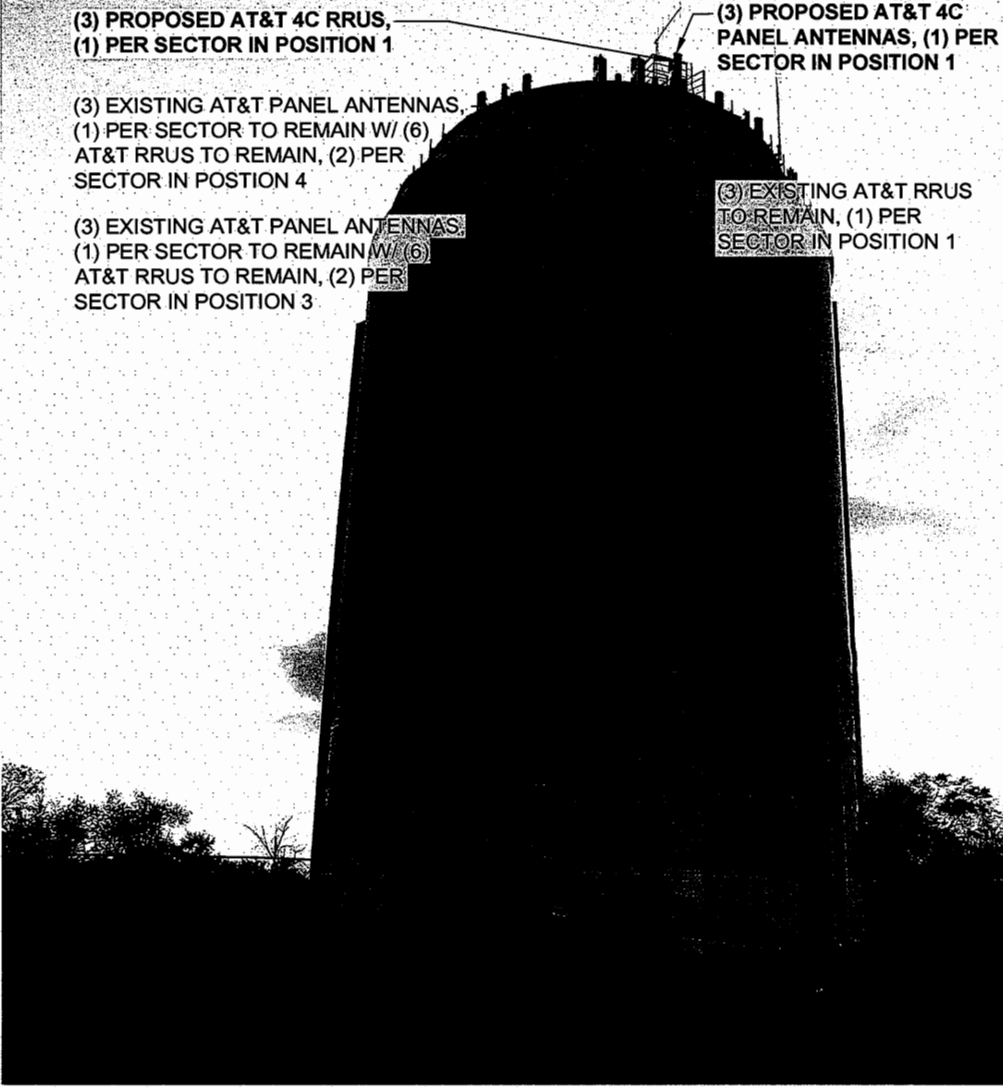 (3) PROPOSED AT&T 4C RRUS,
(1) PER SECTOR IN POSITION 1
(3) PROPOSED AT&T 4C
PANEL ANTENNAS, (1) PER
SECTOR IN POSITION 1
(3) EXISTING AT&T PANEL ANTENNAS,
(1) PER SECTOR TO REMAIN W/ (6)
AT&T RRUS TO REMAIN, (2) PER
SECTOR IN POSTION 4
(3) EXISTING AT&T RRUS
TO REMAIN, (1) PER
SECTOR IN POSITION 1
(3) EXISTING AT&T PANEL ANTENNAS,
(1) PER SECTOR TO REMAIN W/ (6)
AT&T RRUS TO REMAIN, (2) PER
SECTOR IN POSITION 3